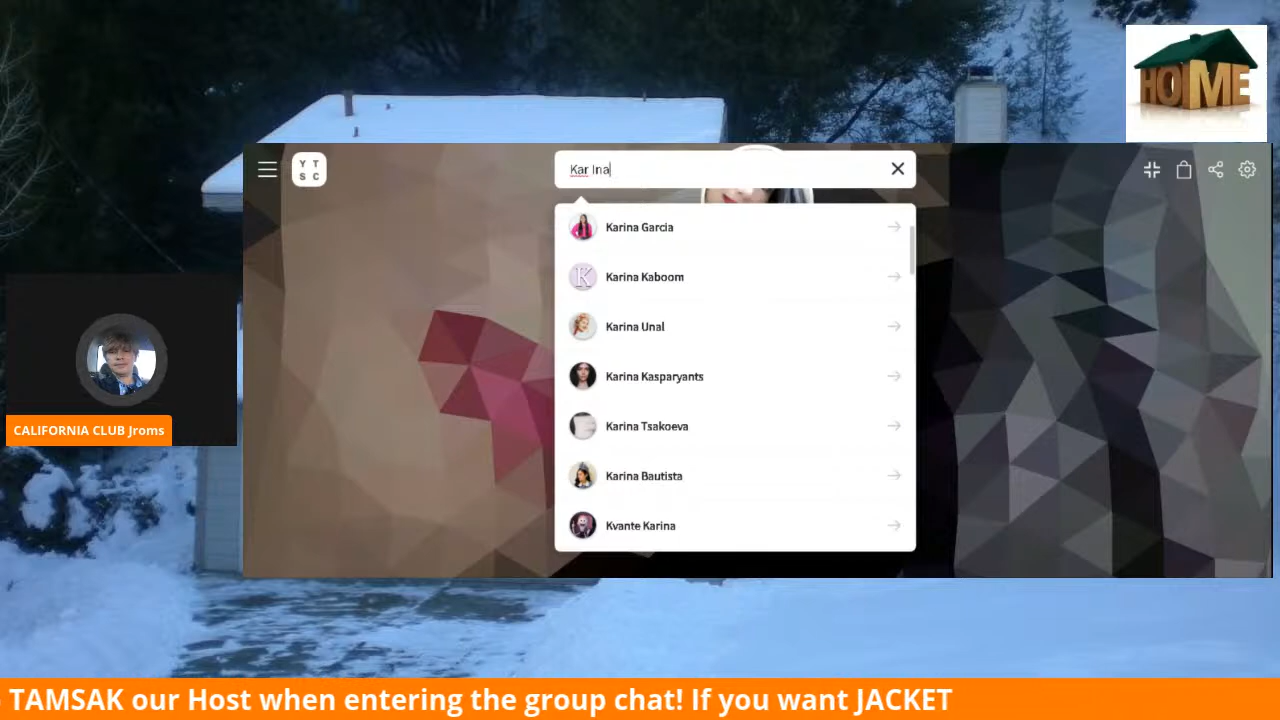 HOME
Y T
S C
Kar Ina
Karina Garcia
Karina Kaboom
Karina Unal
Karina Kasparyants
Karina Tsakoeva
Karina Bautista
Kvante Karina
CALIFORNIA CLUB Jroms
TAMSAK our Host when entering the group chat! If you want JACKET